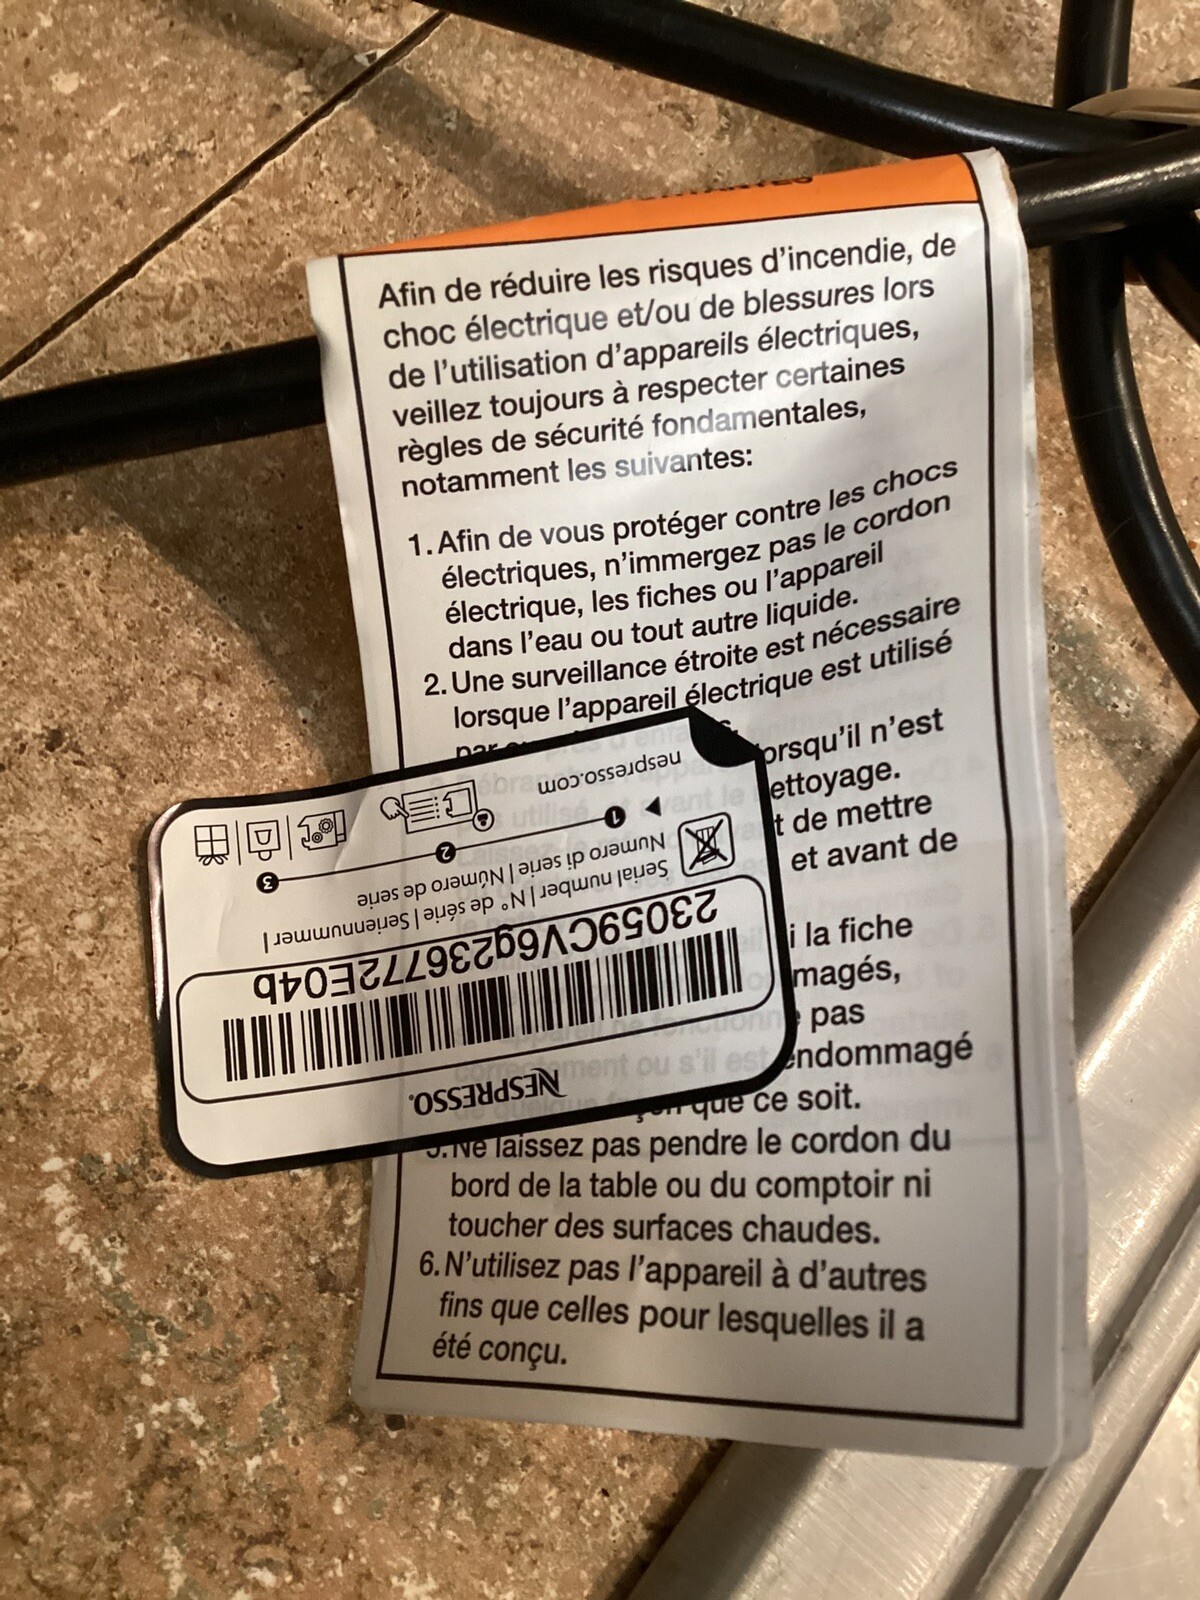 Afin de réduire les risques d'incendie, de
choc électrique et/ou de blessures lors
de l'utilisation d'appareils électriques,
veillez toujours à respecter certaines
règles de sécurité fondamentales,
notamment les suivantes:
1. Afin de vous protéger contre les chocs
électriques, n'immergez pas le cordon
électrique, les fiches ou l'appareil
dans l'eau ou tout autre liquide.
2. Une surveillance étroite est nécessaire
lorsque l'appareil électrique est utilisé
par
lorsqu'il n'est
ettoyage.
t de mettre
et avant de
i la fiche
magés,
pas
endommagé
que ce soit.
5. Ne laissez pas pendre le cordon du
bord de la table ou du comptoir ni
toucher des surfaces chaudes.
6. N'utilisez pas l'appareil à d'autres
fins que celles pour lesquelles il a
été conçu.
NESPRESSO.
23059CV6g236772E04b
Serial number | N° de série | Seriennummer |
Numero di serie | Número de serie
1 2 3
nespresso.com